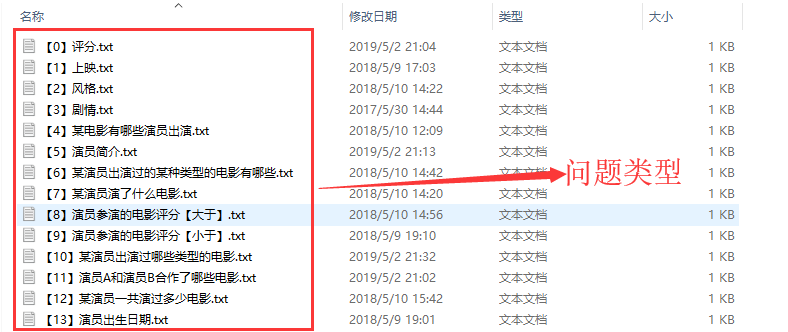 名称 修改日期 类型 大小
【0】评分.txt 2019/5/2 21:04 文本文档 1 KB
【1】上映.txt 2018/5/9 17:03 文本文档 1 KB
【2】风格.txt 2018/5/10 14:22 文本文档 1 KB
【3】剧情.txt 2017/5/30 14:44 文本文档 1 KB
【4】某电影有哪些演员出演.txt 2018/5/10 12:09 文本文档 1 KB
【5】演员简介.txt 2019/5/2 21:13 文本文档 1 KB
【6】某演员出演过的某种类型的电影有哪些.txt 2018/5/10 14:42 文本文档 1 KB
问题类型
【7】某演员演了什么电影.txt 2018/5/10 14:20 文本文档 1 KB
【8】演员参演的电影评分【大于】.txt 2018/5/10 14:56 文本文档 1 KB
【9】演员参演的电影评分【小于】.txt 2018/5/9 19:10 文本文档 1 KB
【10】某演员出演过哪些类型的电影.txt 2019/5/2 21:32 文本文档 1 KB
【11】演员A和演员B合作了哪些电影.txt 2019/5/2 21:02 文本文档 1 KB
【12】某演员一共演过多少电影.txt 2018/5/10 15:42 文本文档 1 KB
【13】演员出生日期.txt 2018/5/9 19:01 文本文档 1 KB